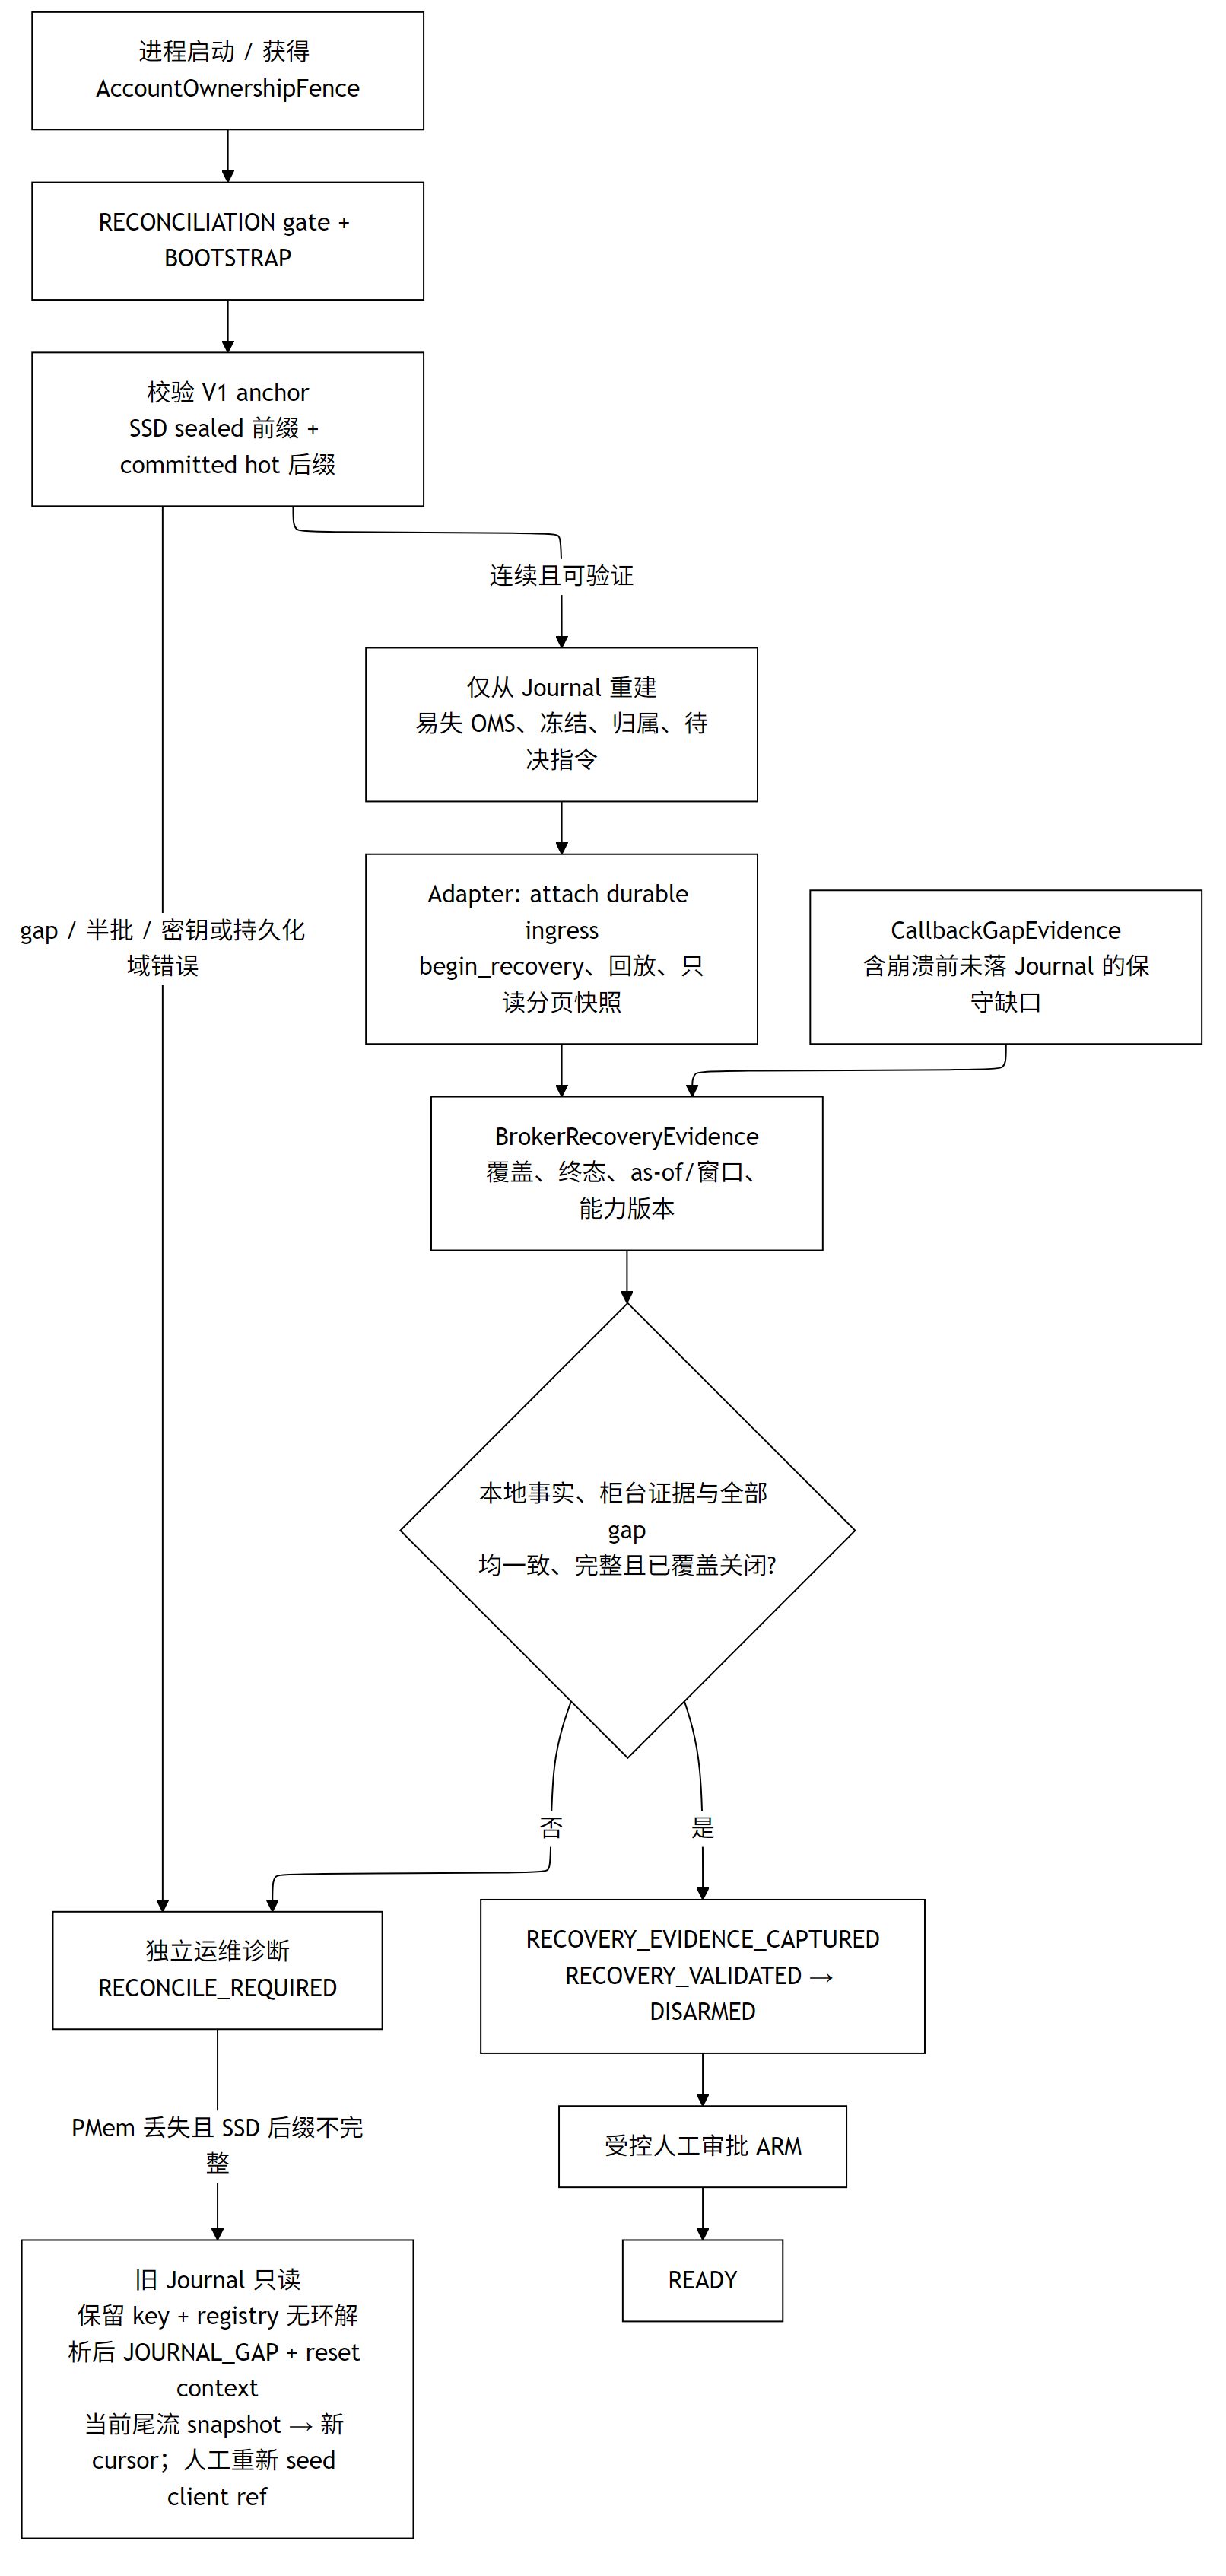 进程启动 / 获得
AccountOwnershipFence
RECONCILIATION gate +
BOOTSTRAP
校验 V1 anchor
SSD sealed 前缀 +
committed hot 后缀
连续且可验证
仅从 Journal 重建
易失 OMS、冻结、归属、待
决指令
gap / 半批 / 密钥或持久化
域错误
Adapter: attach durable
ingress
begin_recovery、回放、只
读分页快照
CallbackGapEvidence
含崩溃前未落 Journal 的保
守缺口
BrokerRecoveryEvidence
覆盖、终态、as-of/窗口、
能力版本
本地事实、柜台证据与全部
gap
均一致、完整且已覆盖关闭?
否
是
独立运维诊断
RECONCILE_REQUIRED
RECOVERY_EVIDENCE_CAPTURED
RECOVERY_VALIDATED →
DISARMED
PMem 丢失且 SSD 后缀不完
整
受控人工审批 ARM
READY
旧 Journal 只读
保留 key + registry 无环解
析后 JOURNAL_GAP + reset
context
当前尾流 snapshot → 新
cursor；人工重新 seed
client ref